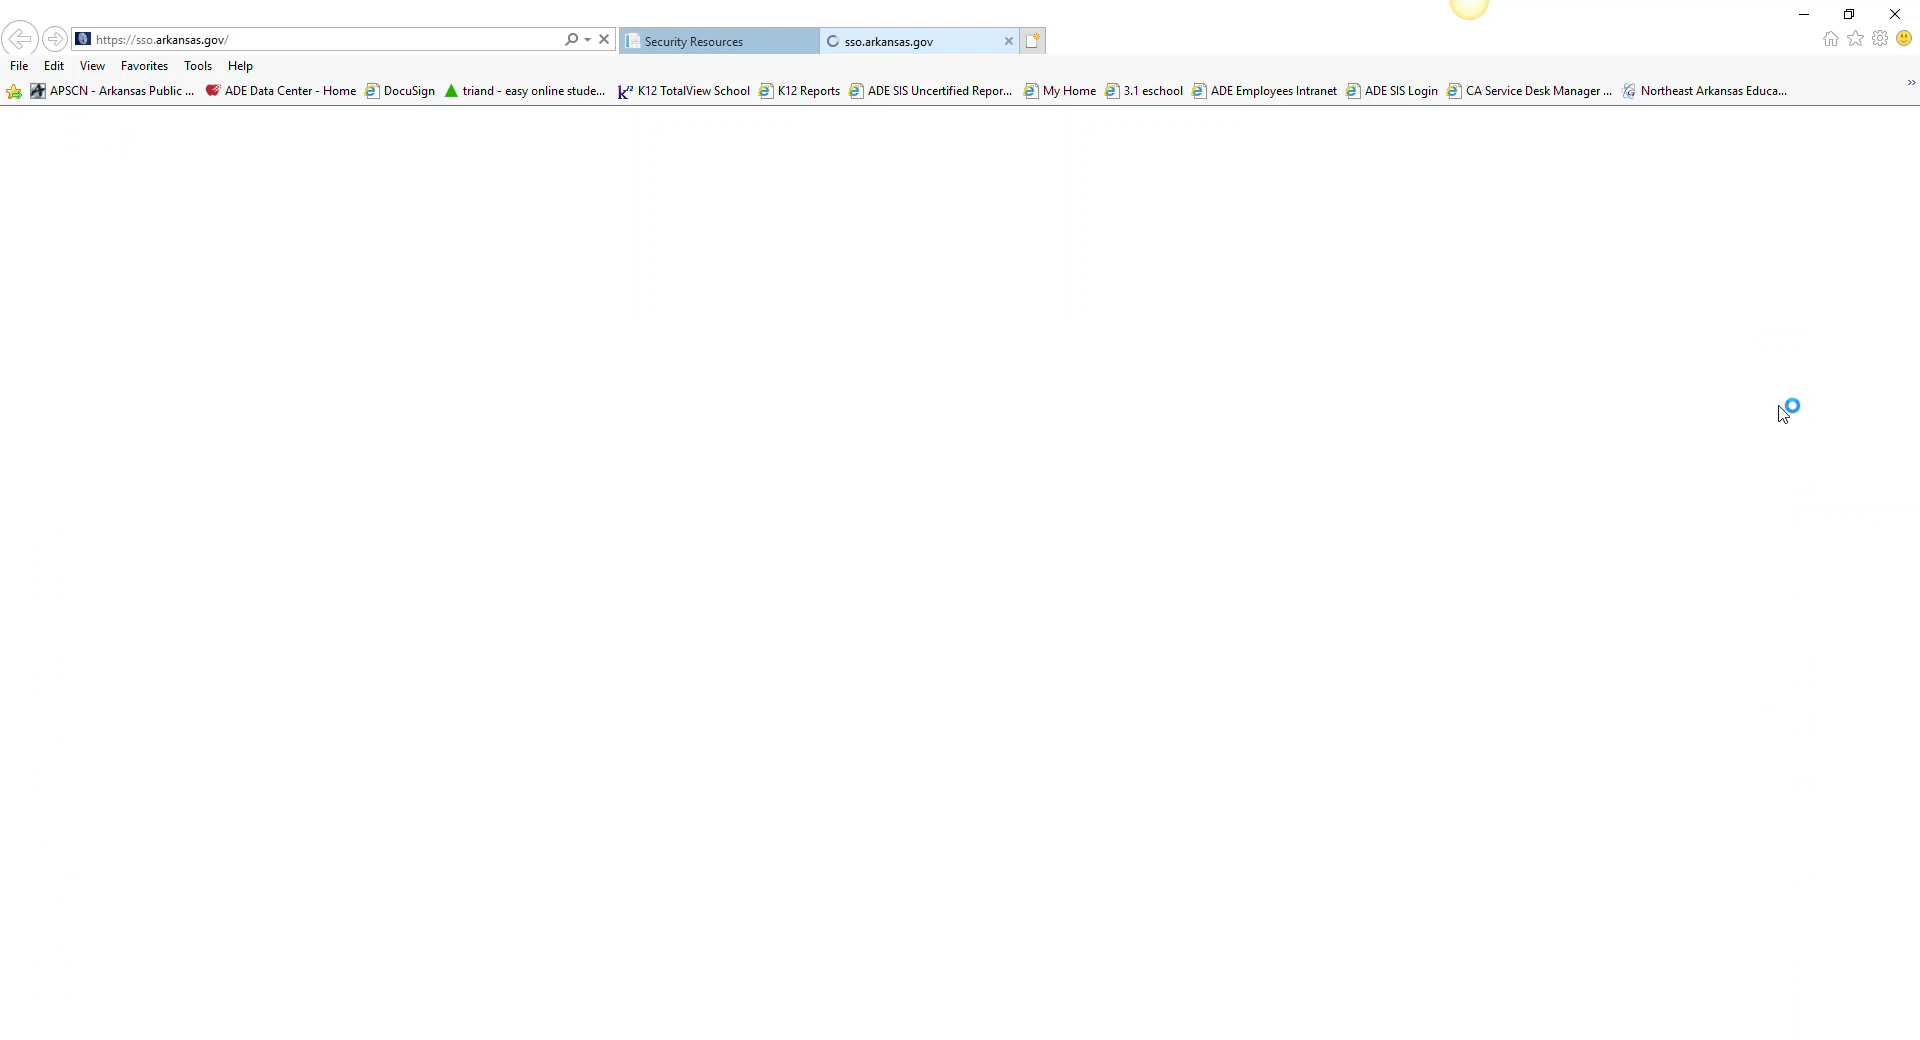 https://sso.arkansas.gov/ Security Resources sso.arkansas.gov
File Edit View Favorites Tools Help
APSCN - Arkansas Public ... ADE Data Center - Home DocuSign triand - easy online stude... K12 TotalView School K12 Reports ADE SIS Uncertified Repor... My Home 3.1 eschool ADE Employees Intranet ADE SIS Login CA Service Desk Manager ... Northeast Arkansas Educa...